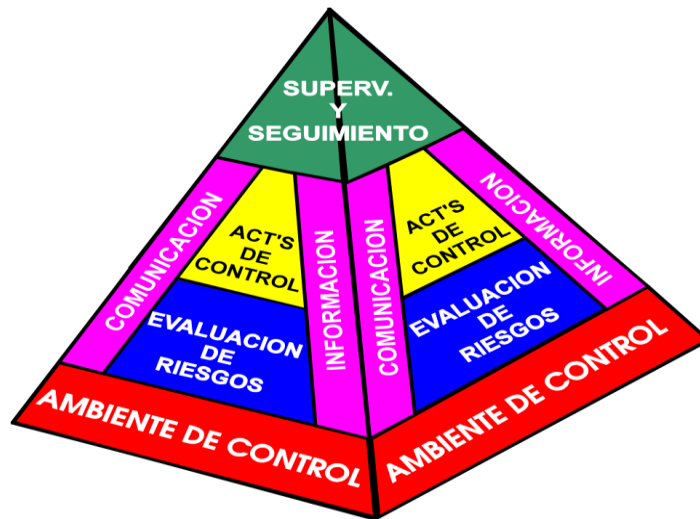 SUPERV.
Y
SEGUIMIENTO
COMUNICACION
ACT'S
DE
CONTROL
INFORMACION
EVALUACION
DE
RIESGOS
AMBIENTE DE CONTROL
COMUNICACION
ACT'S
DE
CONTROL
INFORMACION
EVALUACION
DE
RIESGOS
AMBIENTE DE CONTROL